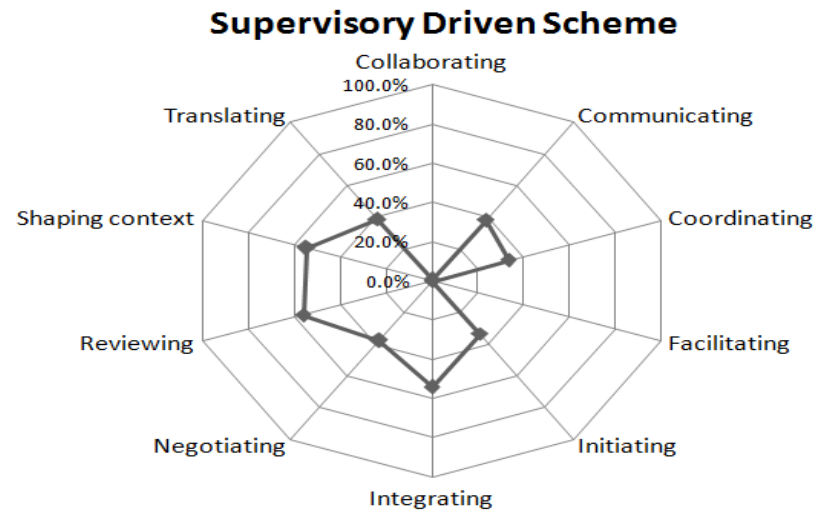 Supervisory Driven Scheme
Collaborating
100.0%
Translating
Communicating
80.0%
60.0%
Shaping context
40.0%
Coordinating
20.0%
0.0%
Reviewing
Facilitating
Negotiating
Initiating
Integrating